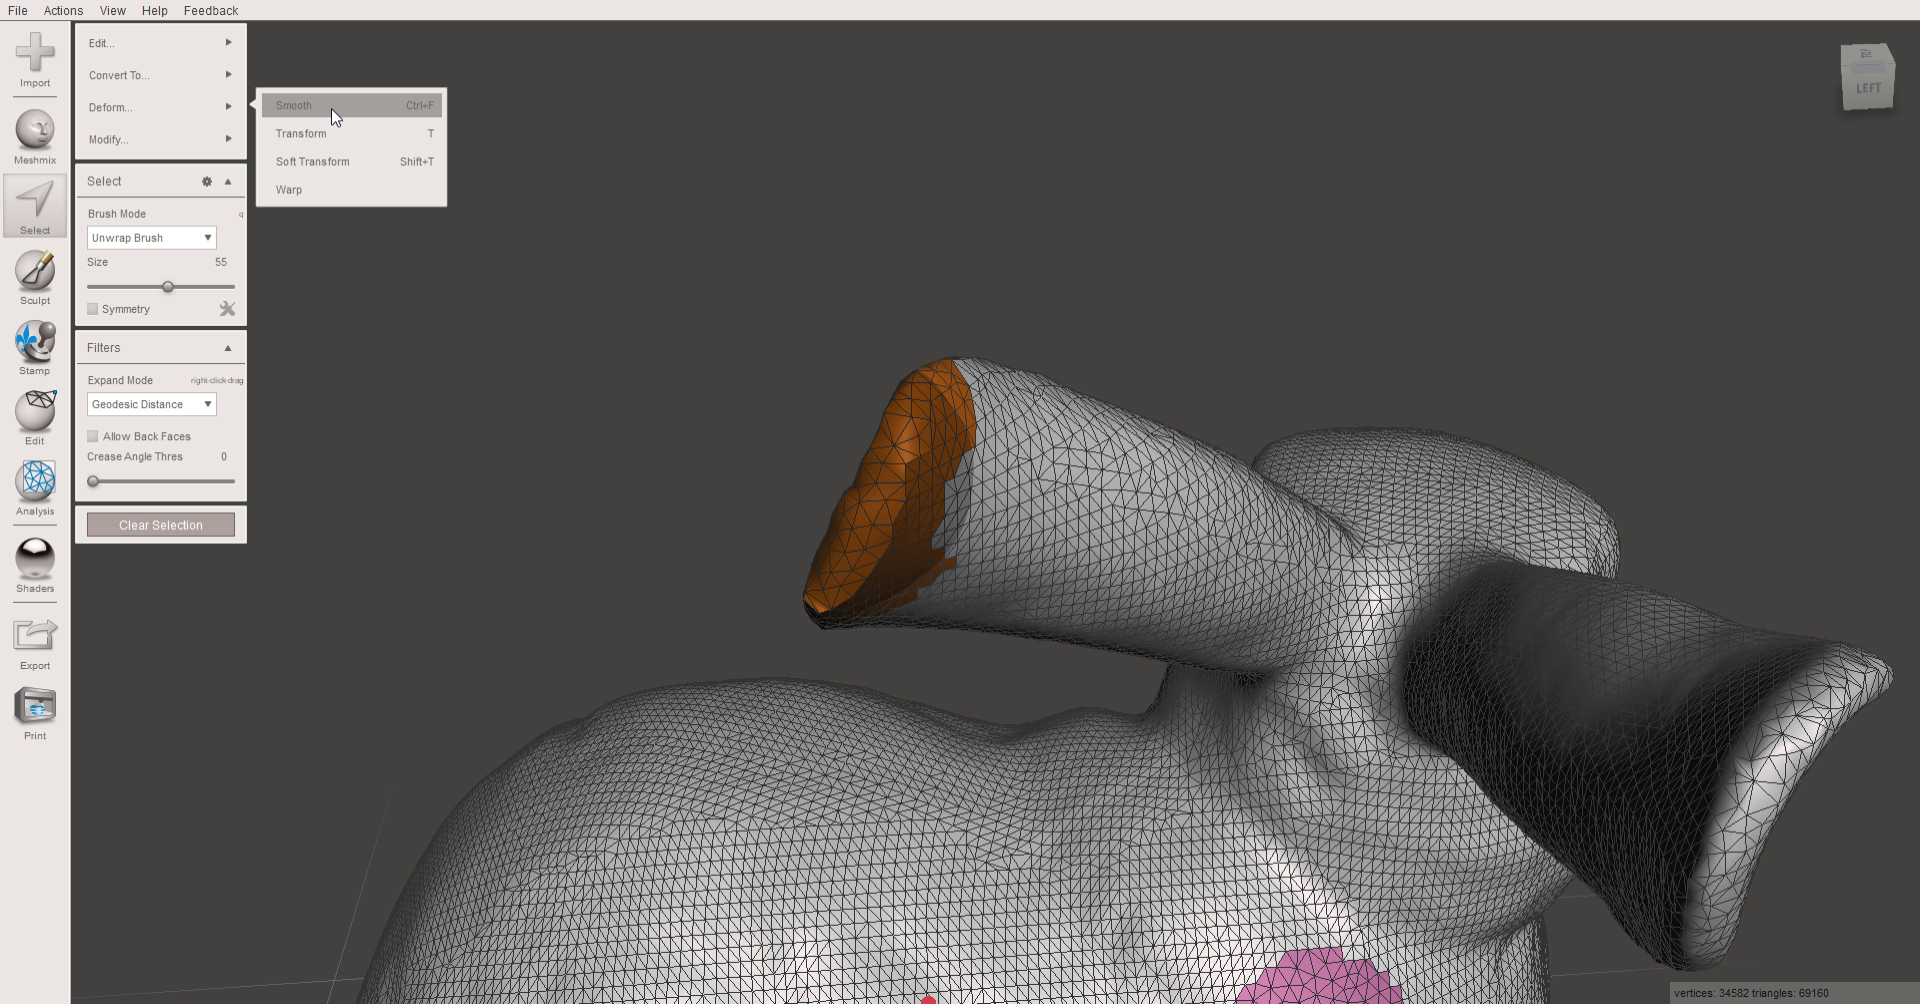 File Actions View Help Feedback
Import
Meshmix
Select
Sculpt
Stamp
Edit
Analysis
Shaders
Export
Print
Edit...
Convert To...
Deform...
Modify...
Smooth Ctrl+F
Transform T
Soft Transform Shift+T
Warp
Select
Brush Mode q
Unwrap Brush
Size 55
Symmetry
Filters
Expand Mode right-click-drag
Geodesic Distance
Allow Back Faces
Crease Angle Thres 0
Clear Selection
LEFT
vertices: 34582 triangles: 69160